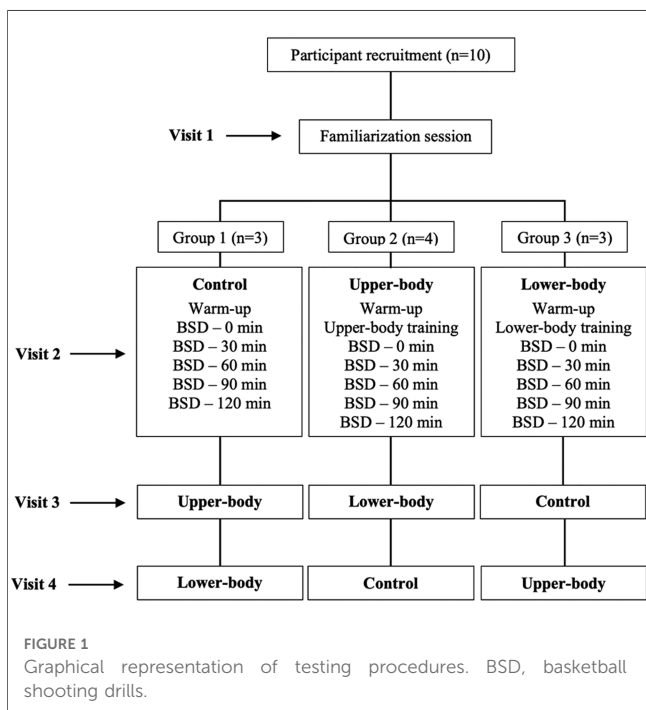 Participant recruitment (n=10)
Visit 1
Familiarization session
Group 1 (n=3)
Group 2 (n=4)
Group 3 (n=3)
Visit 2
Control
Warm-up
BSD – 0 min
BSD – 30 min
BSD – 60 min
BSD – 90 min
BSD – 120 min
Upper-body
Warm-up
Upper-body training
BSD – 0 min
BSD – 30 min
BSD – 60 min
BSD – 90 min
BSD – 120 min
Lower-body
Warm-up
Lower-body training
BSD – 0 min
BSD – 30 min
BSD – 60 min
BSD – 90 min
BSD – 120 min
Visit 3
Upper-body
Lower-body
Control
Visit 4
Lower-body
Control
Upper-body
FIGURE 1
Graphical representation of testing procedures. BSD, basketball
shooting drills.